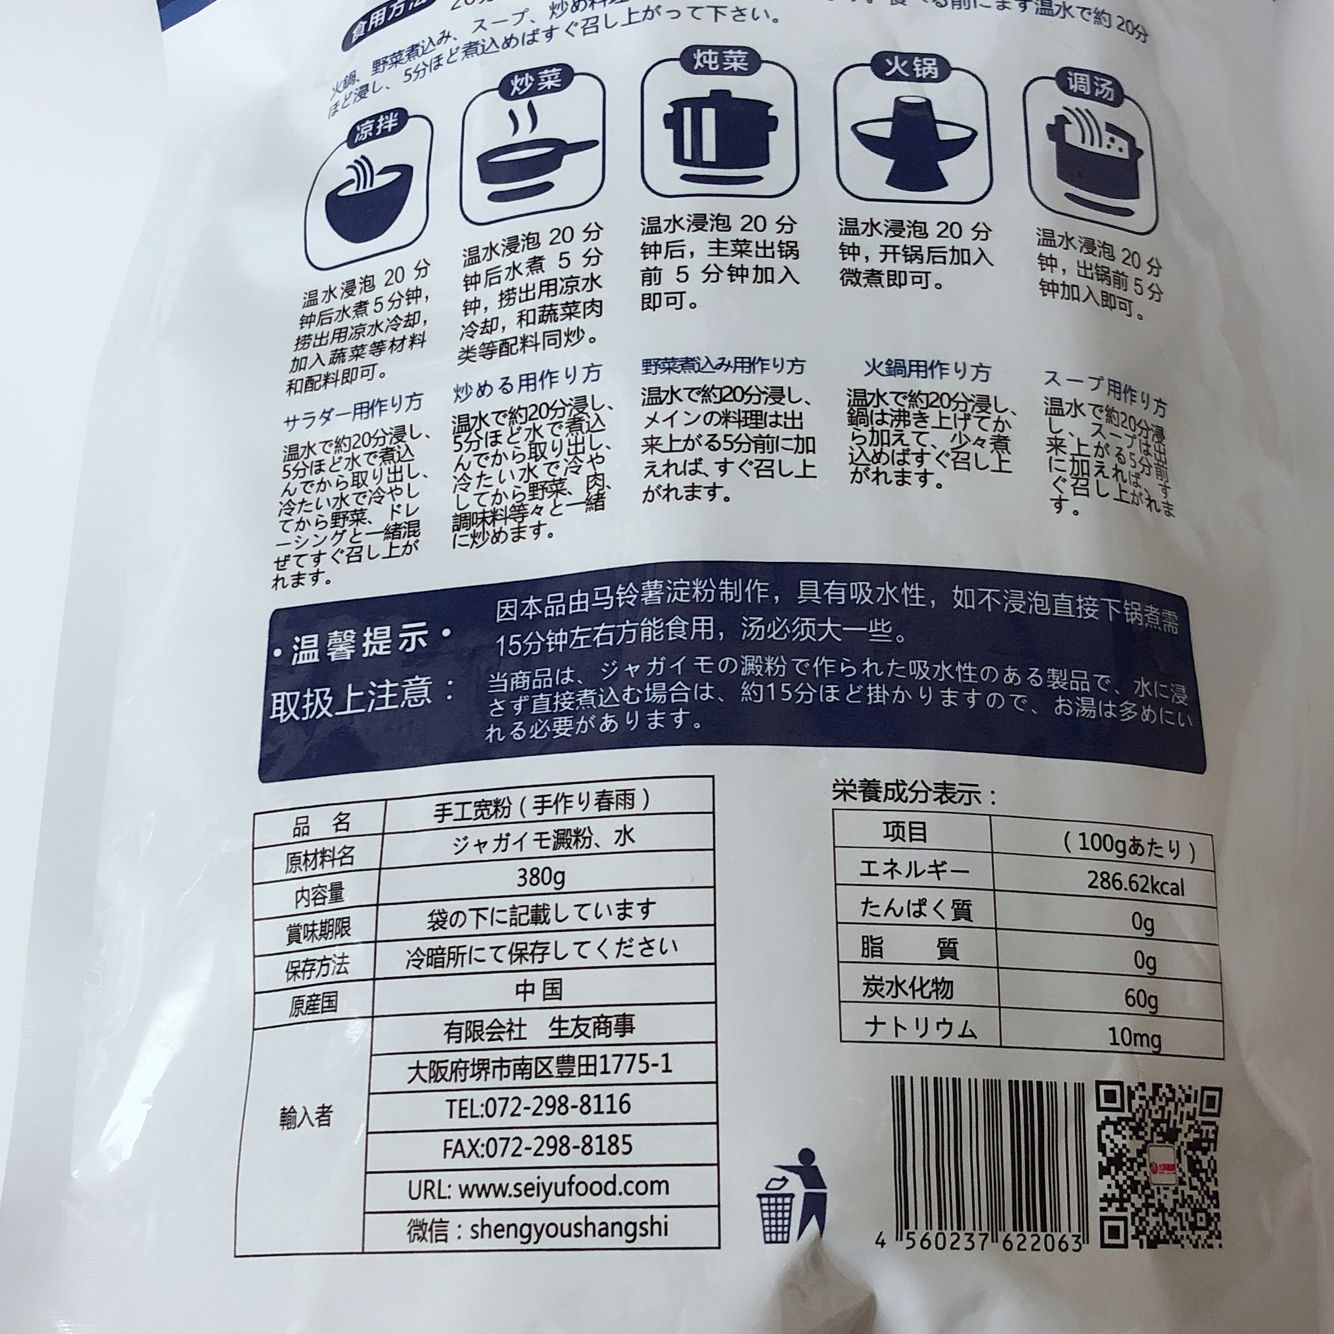 食用方法
火鍋、野菜煮込み、スープ、炒め料理
食べる前にまず温水で約20分
ほど浸し、5分ほど煮込めばすぐ召し上がって下さい。
凉拌
温水浸泡 20 分
钟后水煮 5 分钟,
捞出用凉水冷却,
加入蔬菜等材料
和配料即可。
炒菜
温水浸泡 20 分
钟后水煮 5 分
钟, 捞出用凉水
冷却, 和蔬菜肉
类等配料同炒。
炖菜
温水浸泡 20 分
钟后, 主菜出锅
前 5 分钟加入
即可。
火锅
温水浸泡 20 分
钟, 开锅后加入
微煮即可。
调汤
温水浸泡 20 分
钟, 出锅前 5 分
钟加入即可。
サラダー用作り方
温水で約20分浸し、
5分ほど水で煮込
んでから取り出し、
冷たい水で冷やし
てから野菜、ドレ
ーシングと一緒混
ぜてすぐ召し上が
れます。
炒める用作り方
温水で約20分浸し、
5分ほど水で煮込
んでから取り出し、
冷たい水で冷や
してから野菜、肉、
調味料等々と一緒
に炒めます。
野菜煮込み用作り方
温水で約20分浸し、
メインの料理は出
来上がる5分前に加
えれば、すぐ召し上
がれます。
火鍋用作り方
温水で約20分浸し、
鍋は沸き上げてか
ら加えて、少々煮
込めばすぐ召し上
がれます。
スープ用作り方
温水で約20分浸
し、スープは出
来上がる5分前
に加えれば、す
ぐ召し上がれま
す。
・温馨提示・
因本品由马铃薯淀粉制作，具有吸水性，如不浸泡直接下锅煮需
15分钟左右方能食用，汤必须大一些。
取扱上注意：
当商品は、ジャガイモの澱粉で作られた吸水性のある製品で、水に浸
さず直接煮込む場合は、約15分ほど掛かりますので、お湯は多めにい
れる必要があります。
品 名 手工宽粉 ( 手作り春雨 )
原材料名 ジャガイモ澱粉、水
内容量 380g
賞味期限 袋の下に記載しています
保存方法 冷暗所にて保存してください
原産国 中国
輸入者
有限会社 生友商事
大阪府堺市南区豊田1775-1
TEL:072-298-8116
FAX:072-298-8185
URL: www.seiyufood.com
微信 : shengyoushangshi
栄養成分表示 :
项目 ( 100gあたり )
エネルギー 286.62kcal
たんぱく質 0g
脂 質 0g
炭水化物 60g
ナトリウム 10mg
4 560237 622063